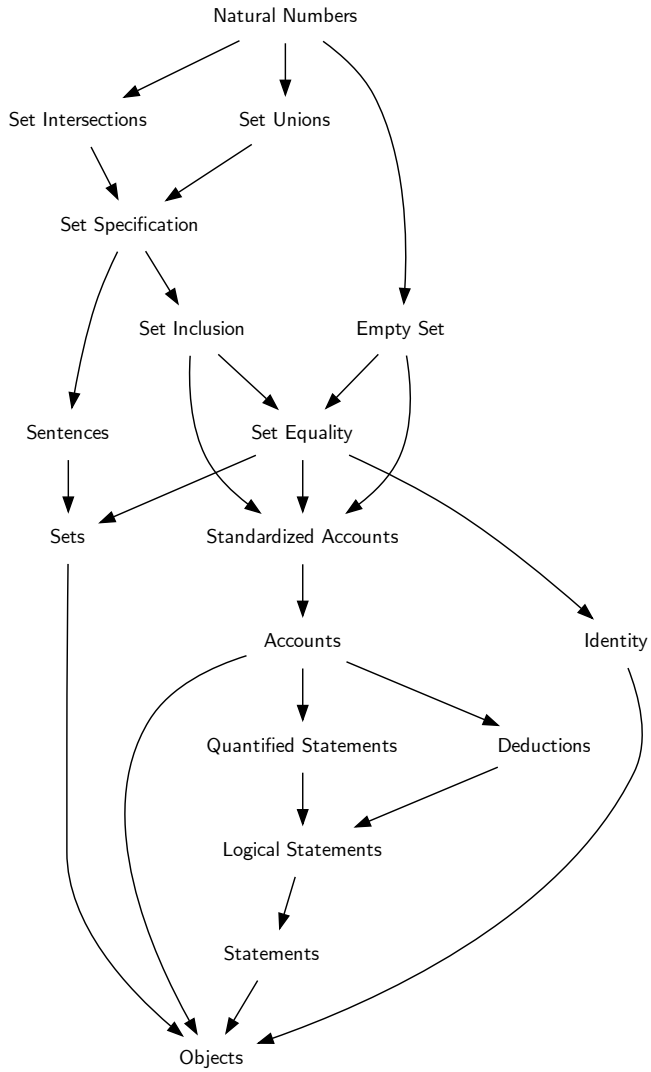 Natural Numbers
Set Intersections
Set Unions
Set Specification
Set Inclusion
Empty Set
Sentences
Set Equality
Sets
Standardized Accounts
Accounts
Identity
Quantified Statements
Deductions
Logical Statements
Statements
Objects